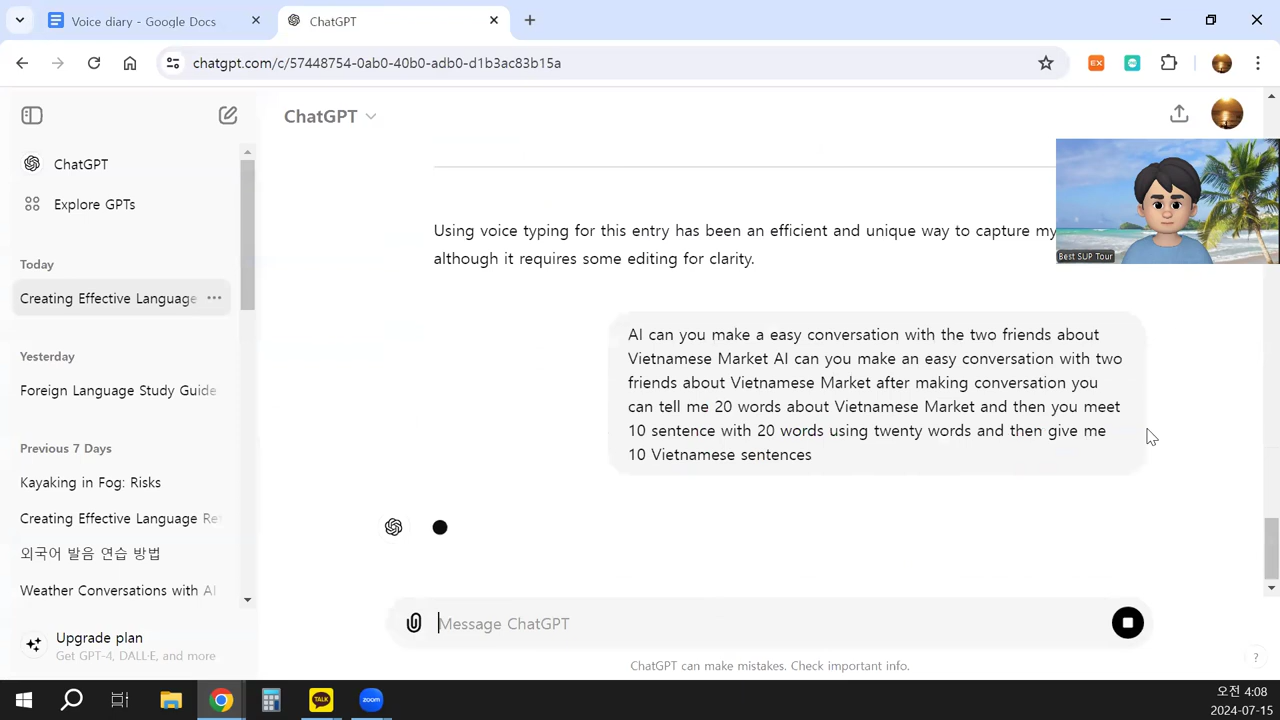 Voice diary - Google Docs
ChatGPT
chatgpt.com/c/57448754-0ab0-40b0-adb0-d1b3ac83b15a
EX
ChatGPT
ChatGPT
Explore GPTs
Today
Creating Effective Language
Yesterday
Foreign Language Study Guide
Previous 7 Days
Kayaking in Fog: Risks
Creating Effective Language Re
외국어 발음 연습 방법
Weather Conversations with AI
Upgrade plan
Get GPT-4, DALL·E, and more
Using voice typing for this entry has been an efficient and unique way to capture my
although it requires some editing for clarity.
Best SUP Tour
AI can you make a easy conversation with the two friends about
Vietnamese Market AI can you make an easy conversation with two
friends about Vietnamese Market after making conversation you
can tell me 20 words about Vietnamese Market and then you meet
10 sentence with 20 words using twenty words and then give me
10 Vietnamese sentences
Message ChatGPT
ChatGPT can make mistakes. Check important info.
?
TALK
zoom
오전 4:08
2024-07-15